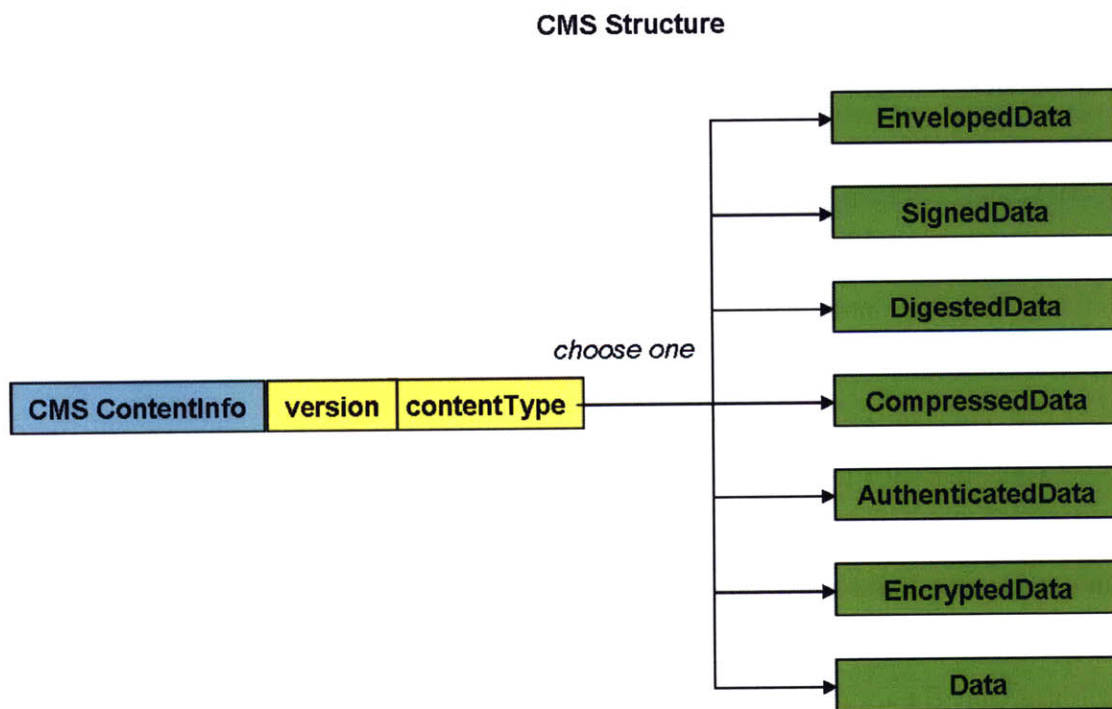 CMS Structure
EnvelopedData
SignedData
DigestedData
choose one
CMS ContentInfo version contentType
CompressedData
AuthenticatedData
EncryptedData
Data